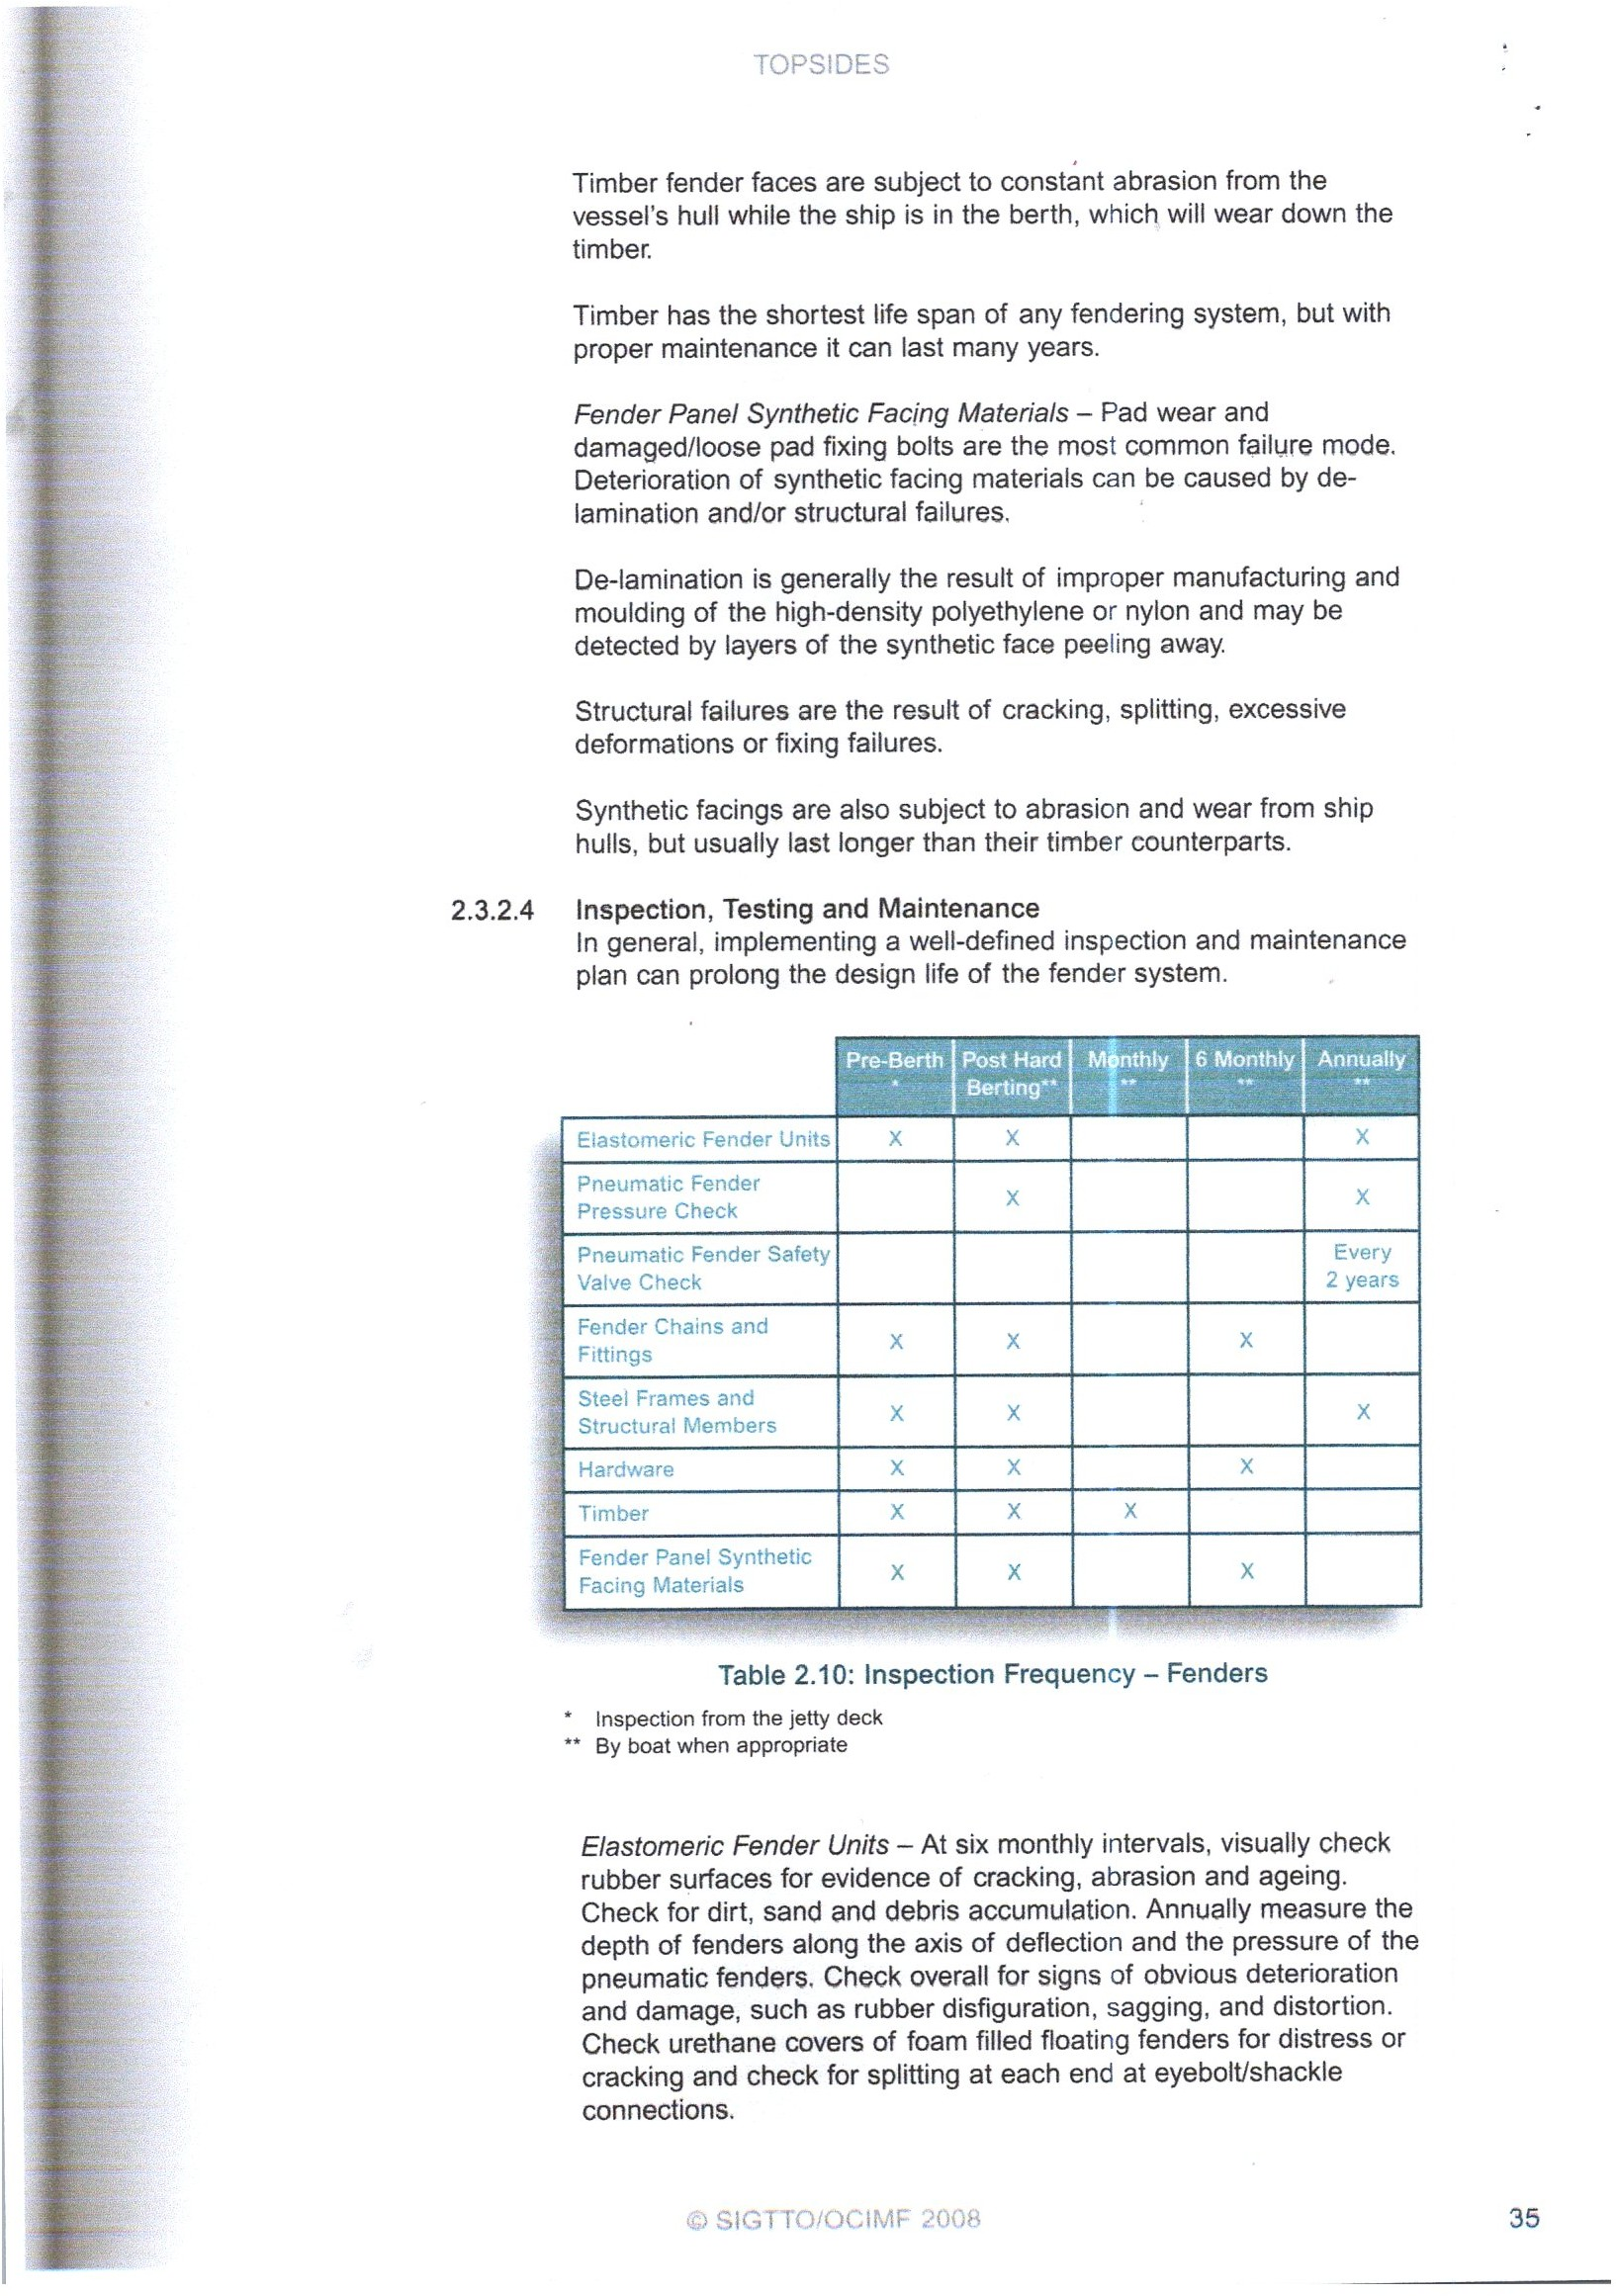 TOPSIDES
Timber fender faces are subject to constant abrasion from the
vessel's hull while the ship is in the berth, which will wear down the
timber.
Timber has the shortest life span of any fendering system, but with
proper maintenance it can last many years.
Fender Panel Synthetic Facing Materials – Pad wear and
damaged/loose pad fixing bolts are the most common failure mode.
Deterioration of synthetic facing materials can be caused by de-
lamination and/or structural failures.
De-lamination is generally the result of improper manufacturing and
moulding of the high-density polyethylene or nylon and may be
detected by layers of the synthetic face peeling away.
Structural failures are the result of cracking, splitting, excessive
deformations or fixing failures.
Synthetic facings are also subject to abrasion and wear from ship
hulls, but usually last longer than their timber counterparts.
2.3.2.4 Inspection, Testing and Maintenance
In general, implementing a well-defined inspection and maintenance
plan can prolong the design life of the fender system.
Pre-Berth Post Hard Monthly 6 Monthly Annually
* Berting** ** ** **
Elastomeric Fender Units X X X
Pneumatic Fender
Pressure Check X X
Pneumatic Fender Safety Every
Valve Check 2 years
Fender Chains and
Fittings X X X
Steel Frames and
Structural Members X X X
Hardware X X X
Timber X X X
Fender Panel Synthetic
Facing Materials X X X
Table 2.10: Inspection Frequency – Fenders
* Inspection from the jetty deck
** By boat when appropriate
Elastomeric Fender Units – At six monthly intervals, visually check
rubber surfaces for evidence of cracking, abrasion and ageing.
Check for dirt, sand and debris accumulation. Annually measure the
depth of fenders along the axis of deflection and the pressure of the
pneumatic fenders. Check overall for signs of obvious deterioration
and damage, such as rubber disfiguration, sagging, and distortion.
Check urethane covers of foam filled floating fenders for distress or
cracking and check for splitting at each end at eyebolt/shackle
connections.
© SIGTTO/OCIMF 2008
35